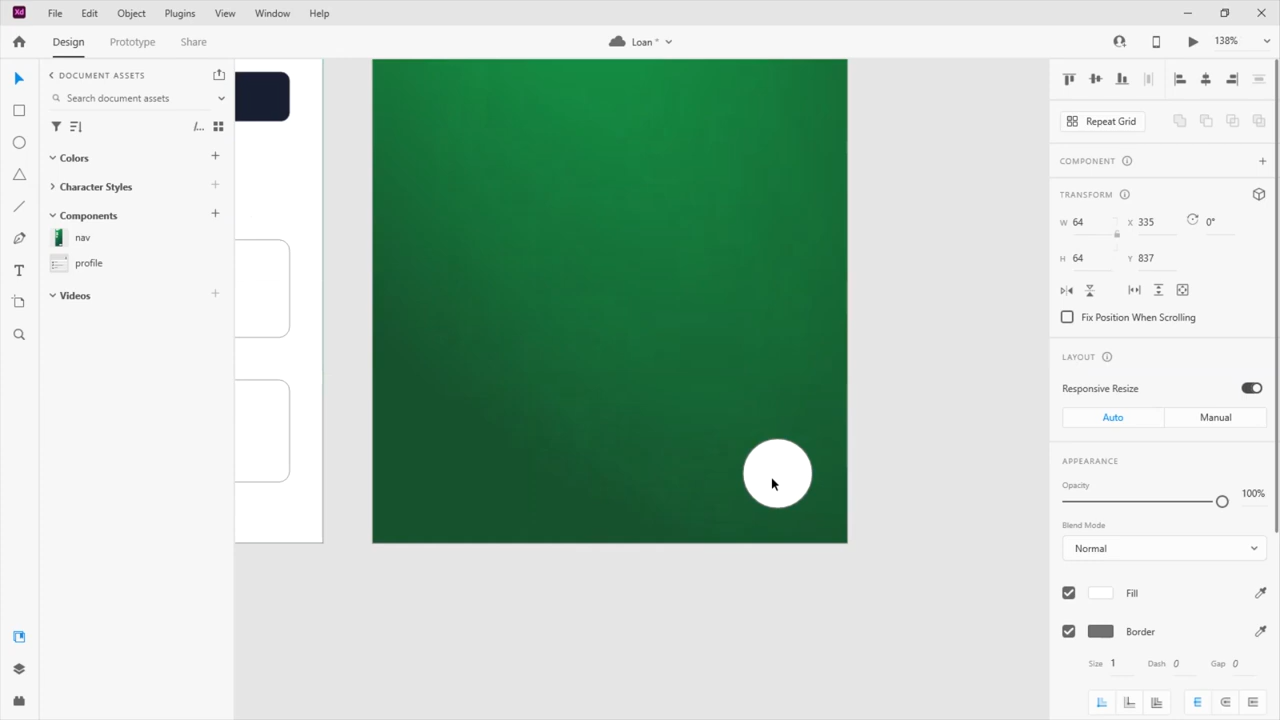 Xd File Edit Object Plugins View Window Help
Design Prototype Share Loan * 138%
DOCUMENT ASSETS
Search document assets
/...
Repeat Grid
Colors
COMPONENT
Character Styles
TRANSFORM
Components
W 64 X 335 0°
nav
H 64 Y 837
profile
Videos
Fix Position When Scrolling
LAYOUT
Responsive Resize
Auto Manual
APPEARANCE
Opacity
100%
Blend Mode
Normal
Fill
Border
Size 1 Dash 0 Gap 0